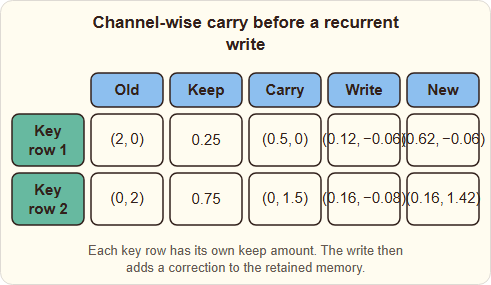 Channel-wise carry before a recurrent
write
Old Keep Carry Write New
Key
row 1
(2, 0) 0.25 (0.5, 0) (0.12, −0.06) (0.62, −0.06)
Key
row 2
(0, 2) 0.75 (0, 1.5) (0.16, −0.08) (0.16, 1.42)
Each key row has its own keep amount. The write then
adds a correction to the retained memory.